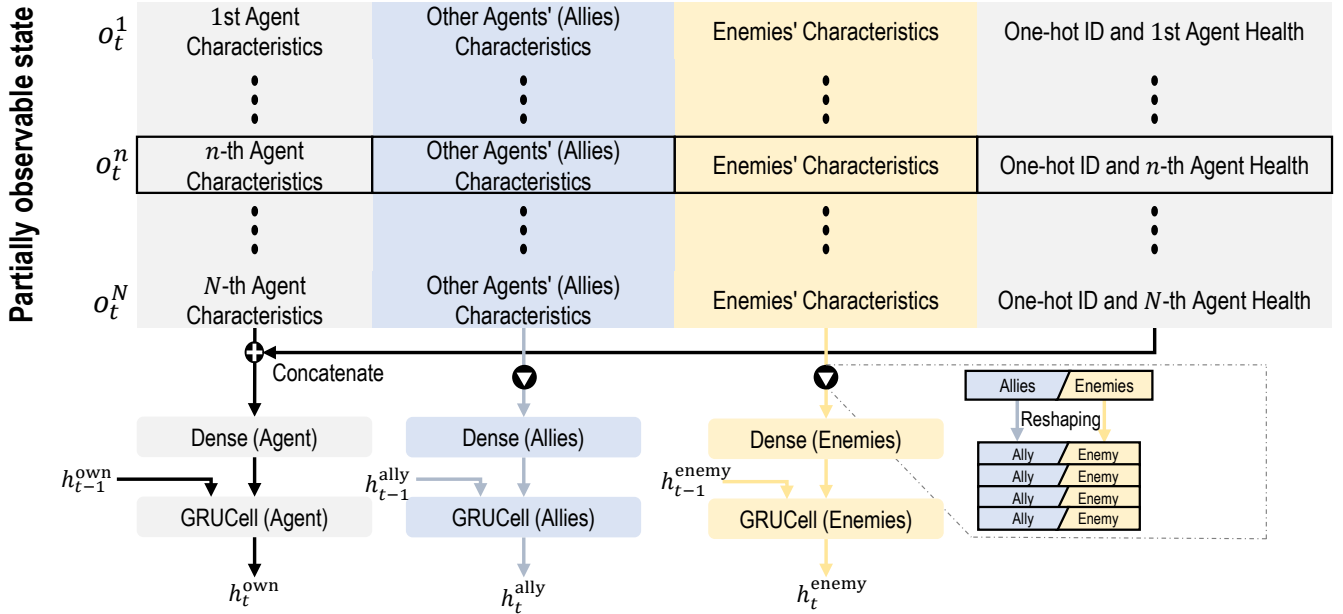 Partially observable state
o_t^1
1st Agent
Characteristics
Other Agents' (Allies)
Characteristics
Enemies' Characteristics
One-hot ID and 1st Agent Health
o_t^n
n-th Agent
Characteristics
Other Agents' (Allies)
Characteristics
Enemies' Characteristics
One-hot ID and n-th Agent Health
o_t^N
N-th Agent
Characteristics
Other Agents' (Allies)
Characteristics
Enemies' Characteristics
One-hot ID and N-th Agent Health
Concatenate
Allies
Enemies
Reshaping
Dense (Agent)
Dense (Allies)
Dense (Enemies)
Ally Enemy
Ally Enemy
Ally Enemy
Ally Enemy
h_{t-1}^{own}
h_{t-1}^{ally}
h_{t-1}^{enemy}
GRUCell (Agent)
GRUCell (Allies)
GRUCell (Enemies)
h_t^{own}
h_t^{ally}
h_t^{enemy}